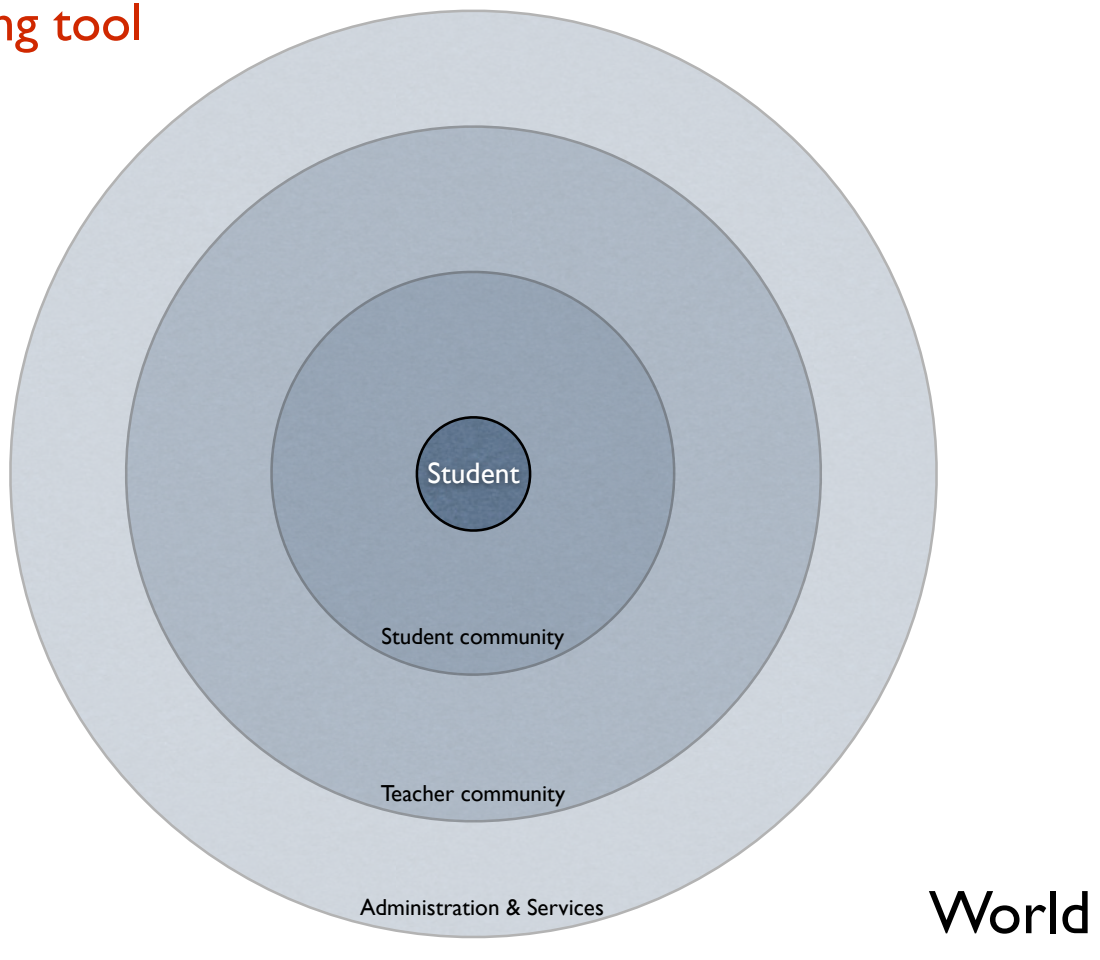 ng tool
Student
Student community
Teacher community
Administration & Services
World